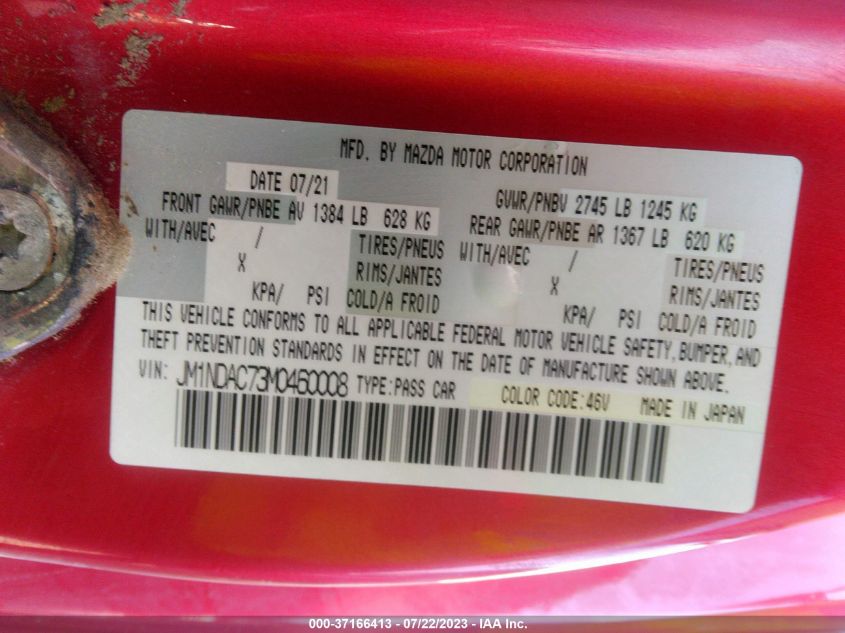 MFD. BY MAZDA MOTOR CORPORATION
DATE 07/21
GVWR/PNBV 2745 LB 1245 KG
FRONT GAWR/PNBE AV 1384 LB 628 KG
REAR GAWR/PNBE AR 1367 LB 620 KG
WITH/AVEC / TIRES/PNEUS
WITH/AVEC / TIRES/PNEUS
X RIMS/JANTES
X RIMS/JANTES
KPA/ PSI COLD/A FROID
KPA/ PSI COLD/A FROID
THIS VEHICLE CONFORMS TO ALL APPLICABLE FEDERAL MOTOR VEHICLE SAFETY, BUMPER, AND
THEFT PREVENTION STANDARDS IN EFFECT ON THE DATE OF MANUFACTURE SHOWN ABOVE.
VIN: JM1NDAC73M0460008 TYPE:PASS CAR COLOR CODE:46V MADE IN JAPAN
000-37166413 - 07/22/2023 - IAA Inc.